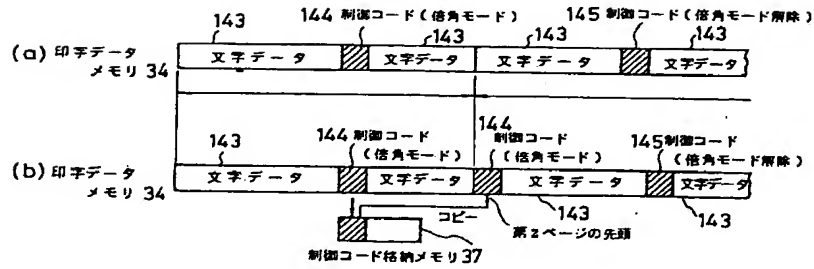 143 144 制御コード(倍角モード) 143 143 145 制御コード(倍角モード解除) 143
(a) 印字データ 文字データ 文字データ 文字データ 文字データ
メモリ 34
143 144 制御コード 144 制御コード 145 制御コード
(倍角モード) (倍角モード) (倍角モード解除)
(b) 印字データ 文字データ 文字データ 文字データ 文字データ
メモリ 34
コピー 143 143
第2ページの先頭
制御コード格納メモリ 37